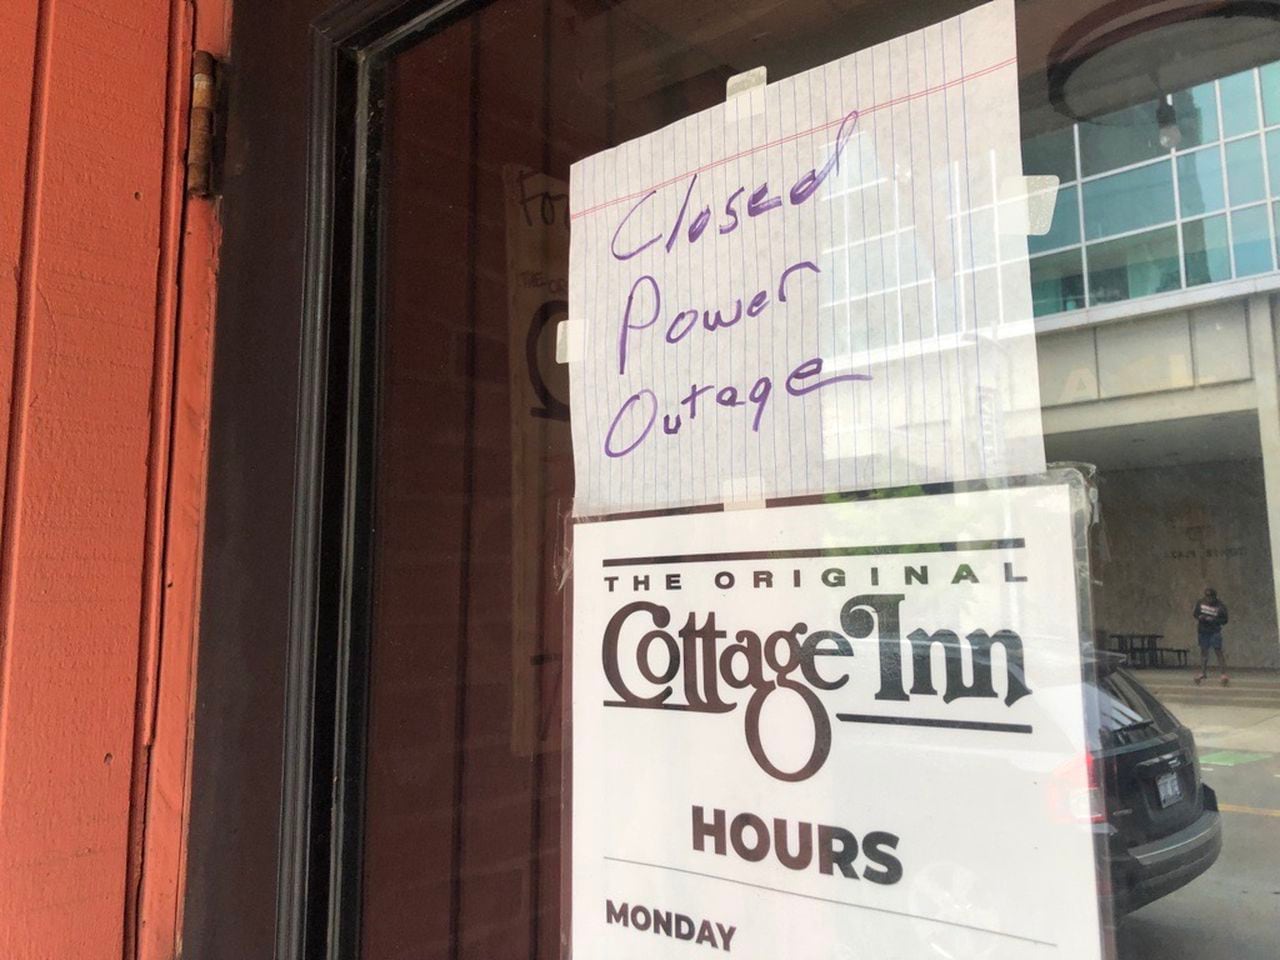 Closed
Power
Outage
THE ORIGINAL
Cottage Inn
HOURS
MONDAY